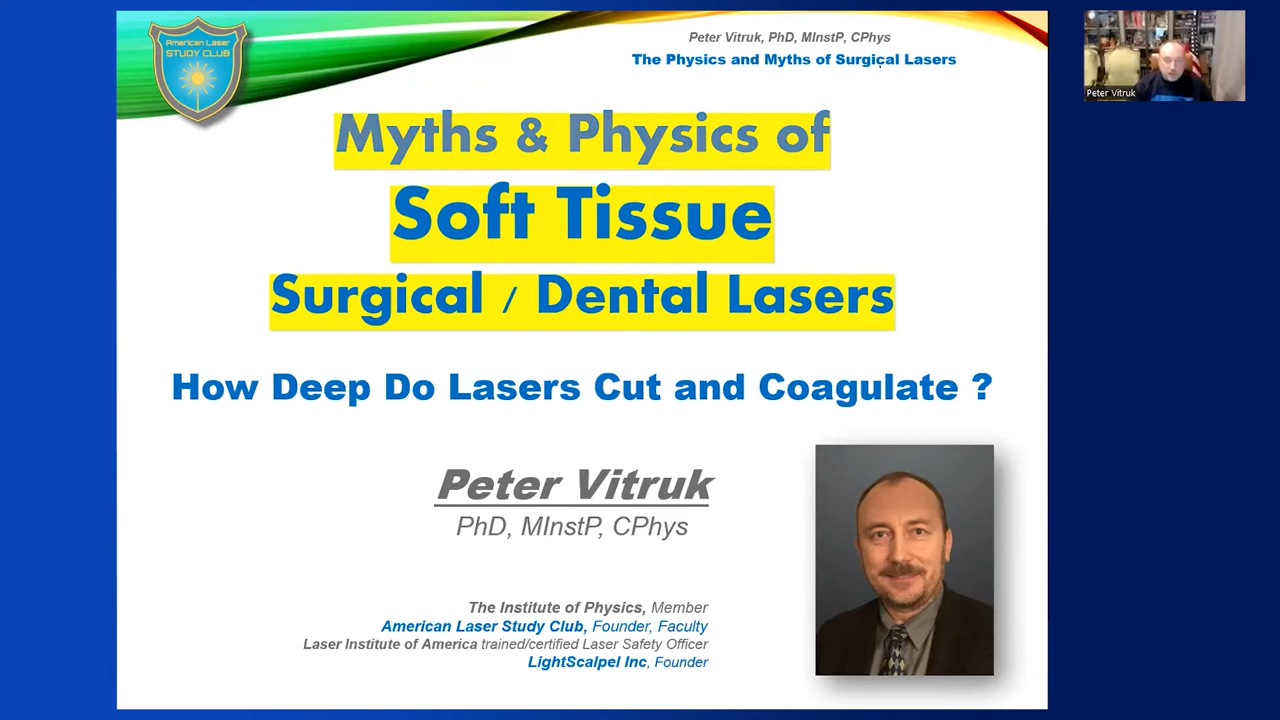 American Laser
STUDY CLUB
Peter Vitruk, PhD, MInstP, CPhys
The Physics and Myths of Surgical Lasers
Myths & Physics of
Soft Tissue
Surgical / Dental Lasers
How Deep Do Lasers Cut and Coagulate ?
Peter Vitruk
PhD, MInstP, CPhys
The Institute of Physics, Member
American Laser Study Club, Founder, Faculty
Laser Institute of America trained/certified Laser Safety Officer
LightScalpel Inc, Founder
Peter Vitruk